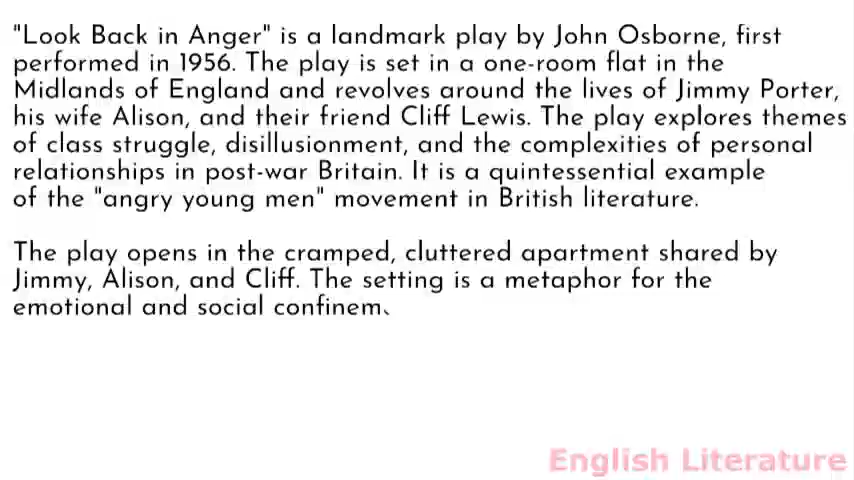 "Look Back in Anger" is a landmark play by John Osborne, first
performed in 1956. The play is set in a one-room flat in the
Midlands of England and revolves around the lives of Jimmy Porter,
his wife Alison, and their friend Cliff Lewis. The play explores themes
of class struggle, disillusionment, and the complexities of personal
relationships in post-war Britain. It is a quintessential example
of the "angry young men" movement in British literature.
The play opens in the cramped, cluttered apartment shared by
Jimmy, Alison, and Cliff. The setting is a metaphor for the
emotional and social confinem
English Literature